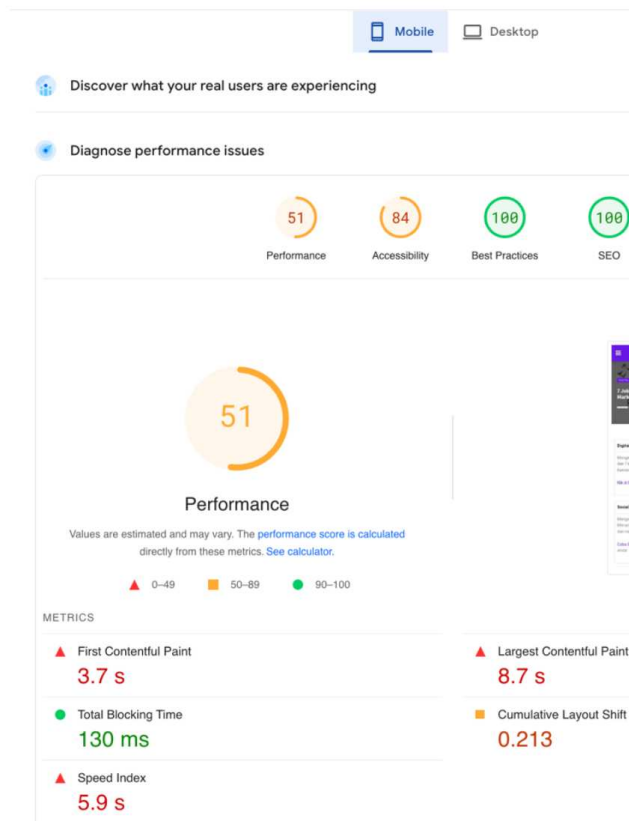 Mobile
Desktop
Discover what your real users are experiencing
Diagnose performance issues
51
84
100
100
Performance
Accessibility
Best Practices
SEO
51
Performance
Values are estimated and may vary. The performance score is calculated
directly from these metrics. See calculator.
0–49
50–89
90–100
METRICS
First Contentful Paint
3.7 s
Largest Contentful Paint
8.7 s
Total Blocking Time
130 ms
Cumulative Layout Shift
0.213
Speed Index
5.9 s